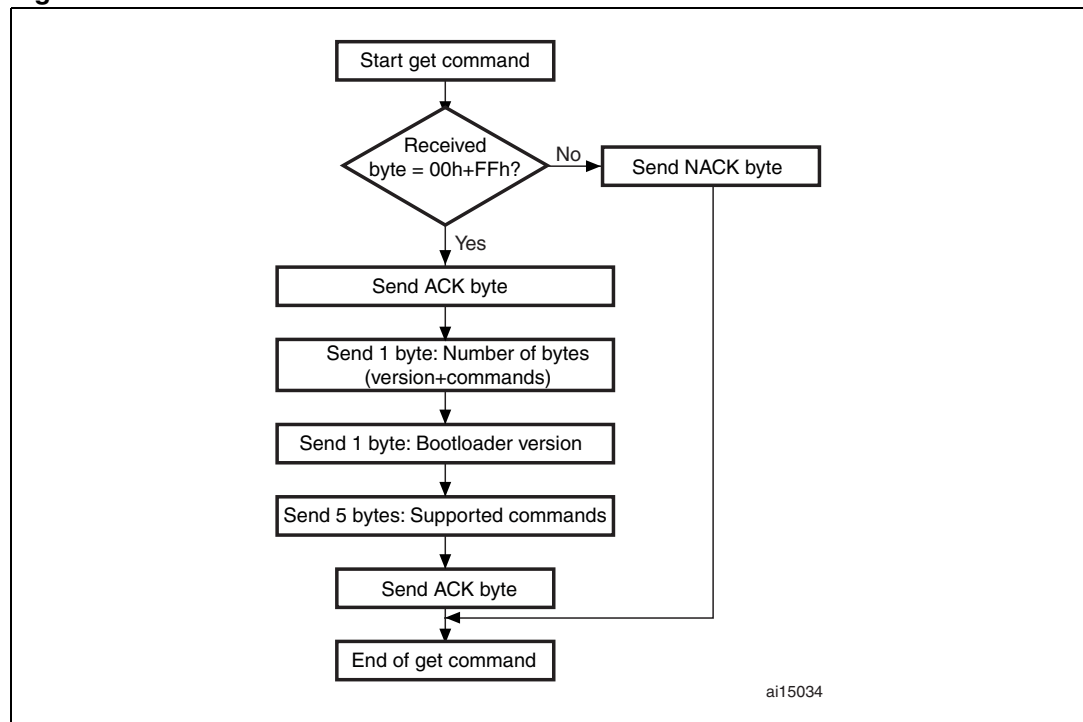 Start get command
Received
byte = 00h+FFh?
No
Send NACK byte
Yes
Send ACK byte
Send 1 byte: Number of bytes
(version+commands)
Send 1 byte: Bootloader version
Send 5 bytes: Supported commands
Send ACK byte
End of get command
ai15034